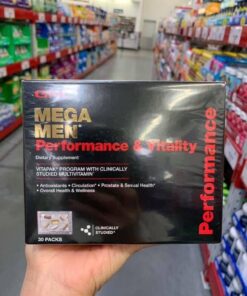 MEGA
MEN®
Performance & Vitality
Dietary Supplement
VITAPAK® PROGRAM WITH CLINICALLY
STUDIED MULTIVITAMIN
• Antioxidants • Circulation* • Prostate & Sexual Health*
• Overall Health & Wellness
30 PACKS
CLINICALLY
STUDIED
Performance